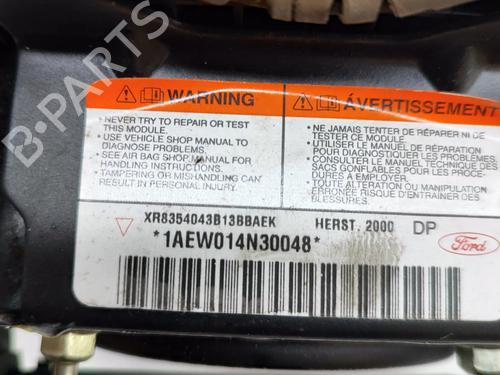 B-PARTS
WARNING
• NEVER TRY TO REPAIR OR TEST
THIS MODULE.
• USE VEHICLE SHOP MANUAL TO
DIAGNOSE PROBLEMS.
• SEE AIR BAG SHOP MANUAL FOR
HANDLING INSTRUCTIONS.
• TAMPERING OR MISHANDLING CAN
RESULT IN PERSONAL INJURY.
ÁVERTISSEMENT
• NE JAMAIS TENTER DE RÉPARER NI DE
TESTER CE MODULE.
• UTILISER LE MANUEL DE RÉPARATION
POUR DIAGNOSTIQUER LES PROBLÈMES.
• CONSULTER LE MANUEL TECHNIQUE DES
SACS GONFLABLES POUR LES PROCÉ-
DURES À EMPLOYER.
• TOUTE ALTÉRATION OU MANUTENTION
ERRONÉE RISQUE D'ENTRAÎNER DES
BLESSURES.
XR8354043B13BBAEK HERST. 2000 DP
*1AEW014N30048*
Ford